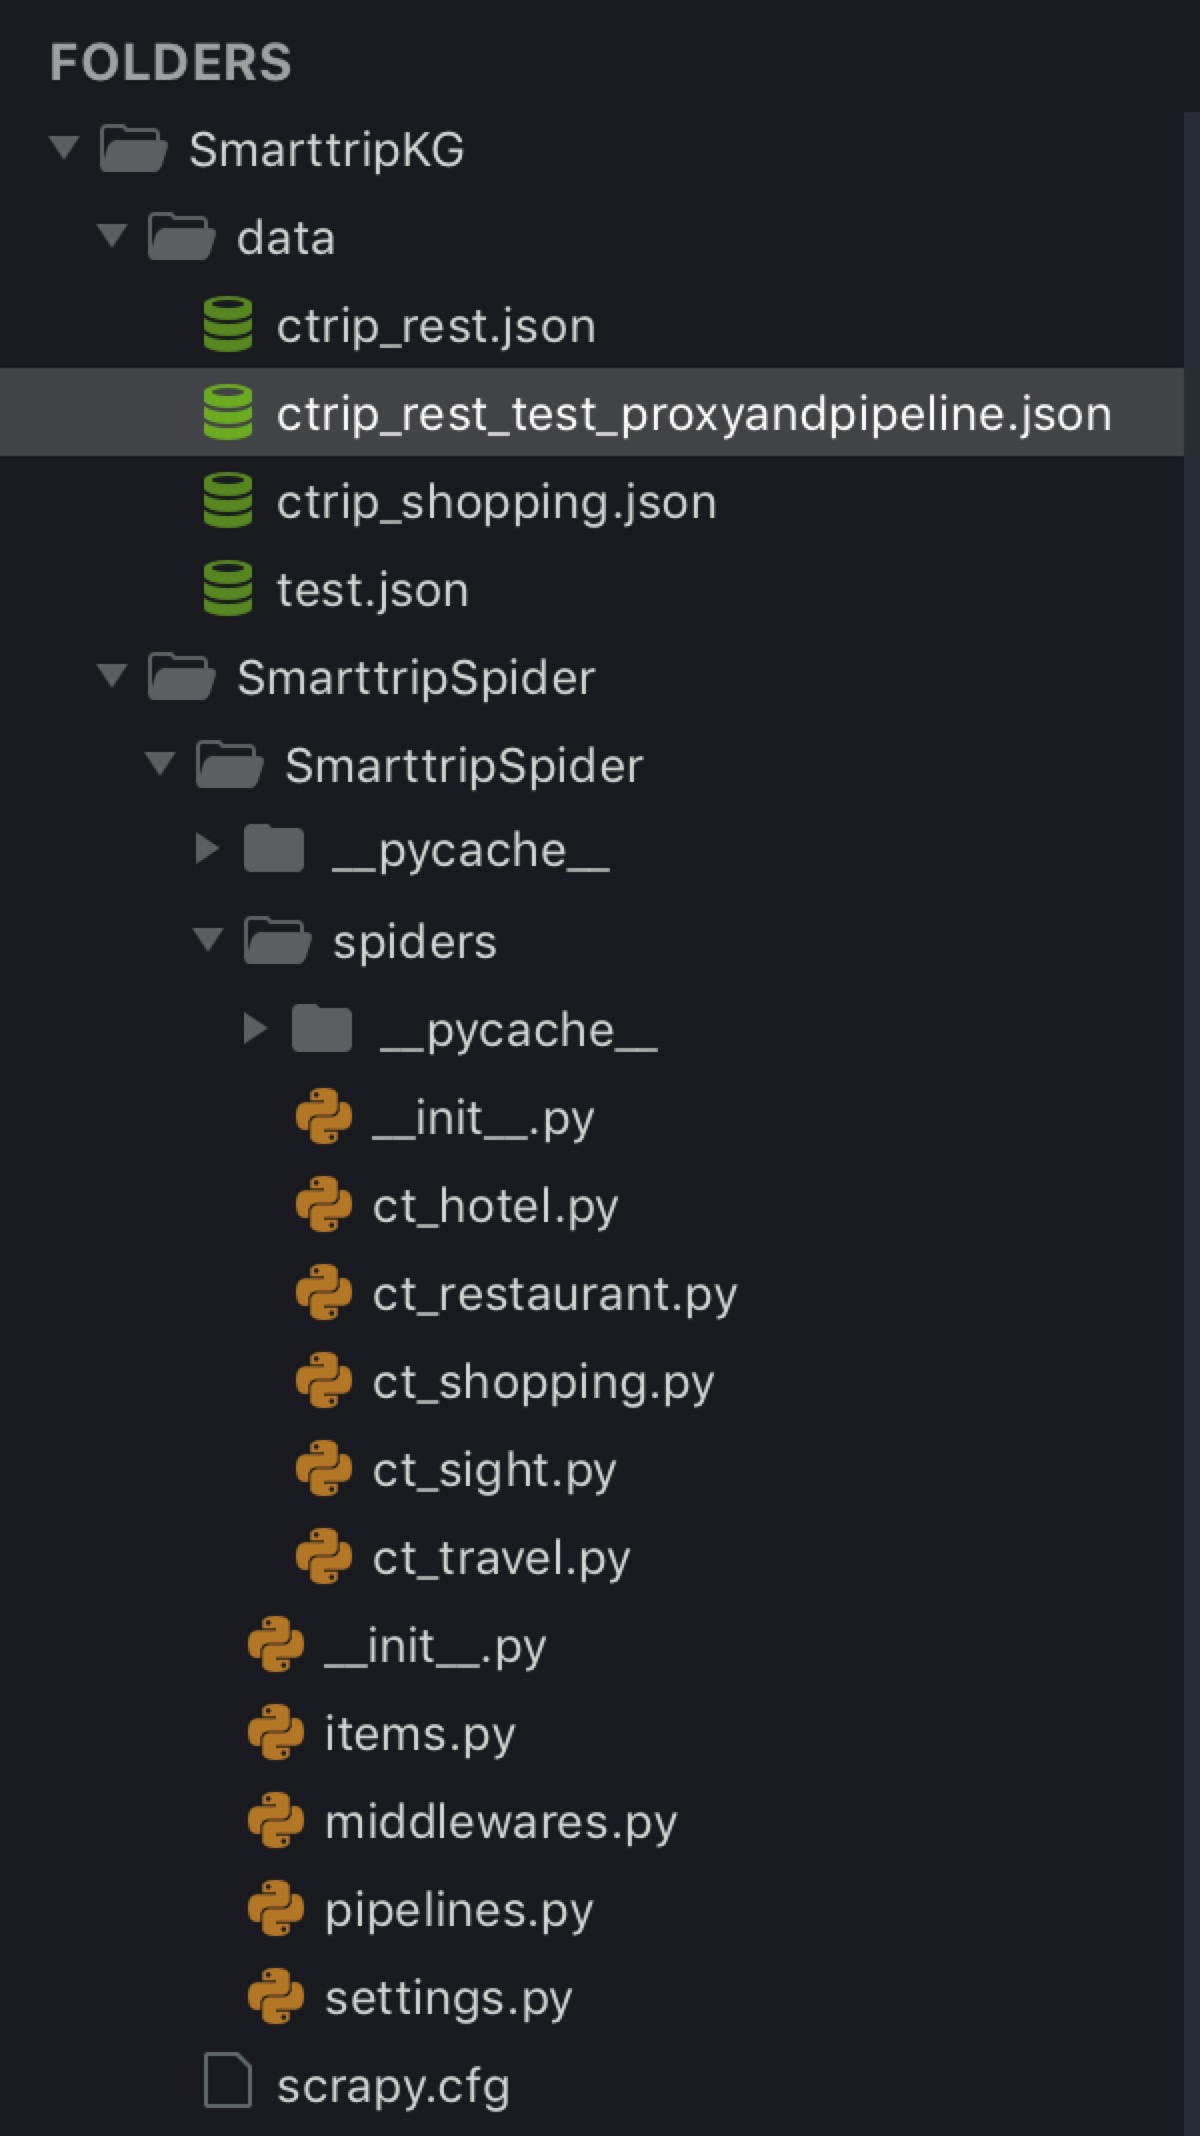 FOLDERS
SmarttripKG
data
ctrip_rest.json
ctrip_rest_test_proxyandpipeline.json
ctrip_shopping.json
test.json
SmarttripSpider
SmarttripSpider
__pycache__
spiders
__pycache__
__init__.py
ct_hotel.py
ct_restaurant.py
ct_shopping.py
ct_sight.py
ct_travel.py
__init__.py
items.py
middlewares.py
pipelines.py
settings.py
scrapy.cfg